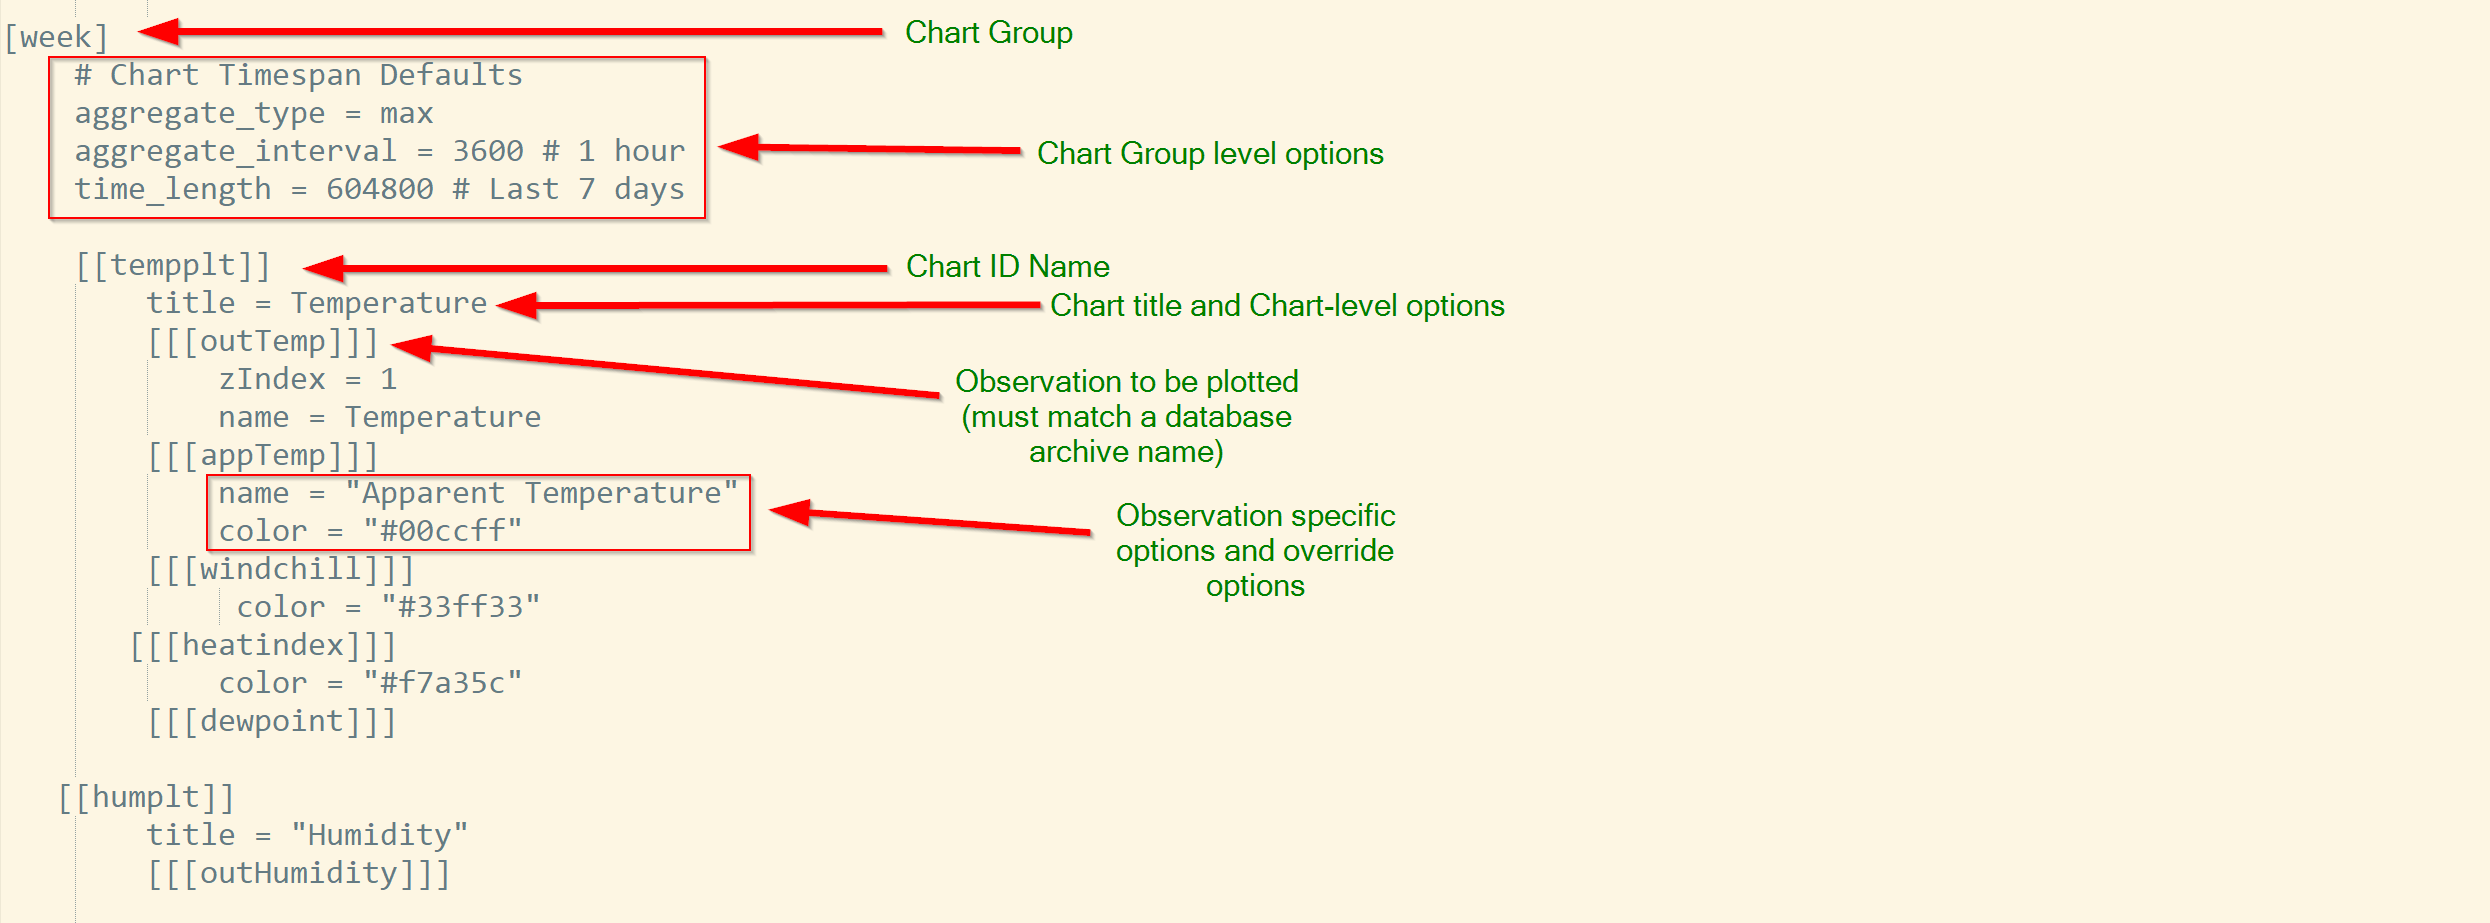 [week]
Chart Group
# Chart Timespan Defaults
aggregate_type = max
aggregate_interval = 3600 # 1 hour
Chart Group level options
time_length = 604800 # Last 7 days
[[tempplt]]
Chart ID Name
title = Temperature
Chart title and Chart-level options
[[[outTemp]]]
zIndex = 1
name = Temperature
Observation to be plotted
(must match a database
archive name)
[[[appTemp]]]
name = "Apparent Temperature"
color = "#00ccff"
Observation specific
options and override
options
[[[windchill]]]
color = "#33ff33"
[[[heatindex]]]
color = "#f7a35c"
[[[dewpoint]]]
[[humplt]]
title = "Humidity"
[[[outHumidity]]]